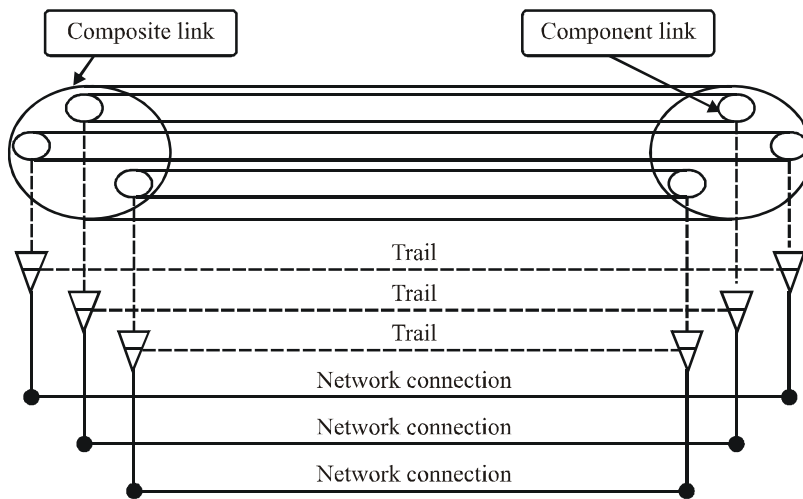 Composite link
Component link
Trail
Trail
Trail
Network connection
Network connection
Network connection